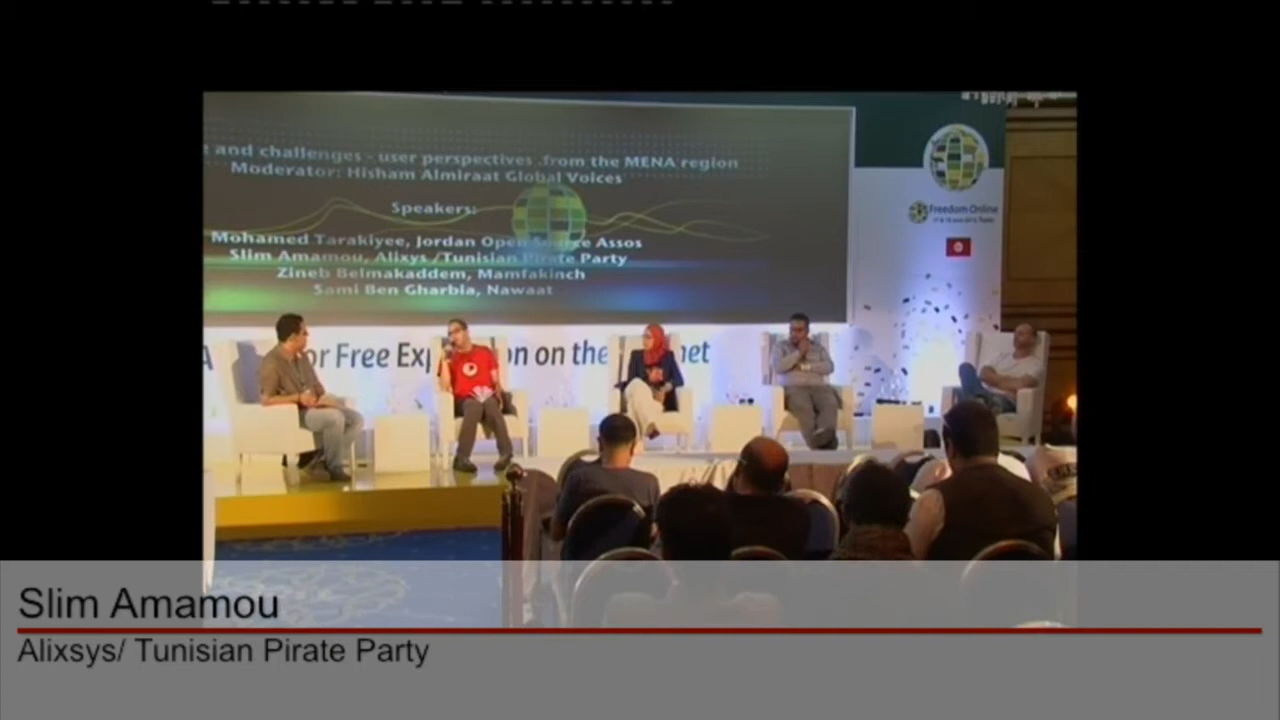 and challenges - user perspectives .from the MENA region
Moderator: Hisham Almiraat Global Voices
Speakers:
Mohamed Tarakiyee, Jordan Open Source Assos
Slim Amamou, Alixys /Tunisian Pirate Party
Zineb Belmakaddem, Mamfakinch
Sami Ben Gharbia, Nawaat
Freedom Online
or Free Exp on on the net
Slim Amamou
Alixsys/ Tunisian Pirate Party